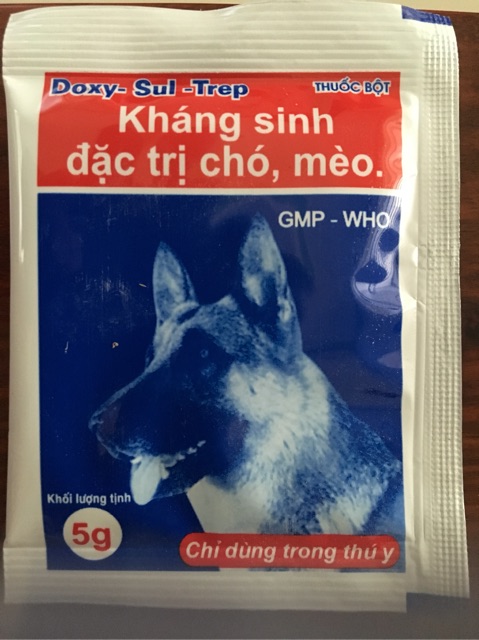 Doxy- Sul -Trep THUỐC BỘT
Kháng sinh
đặc trị chó, mèo.
GMP - WHO
Khối lượng tịnh
5g
Chỉ dùng trong thú y